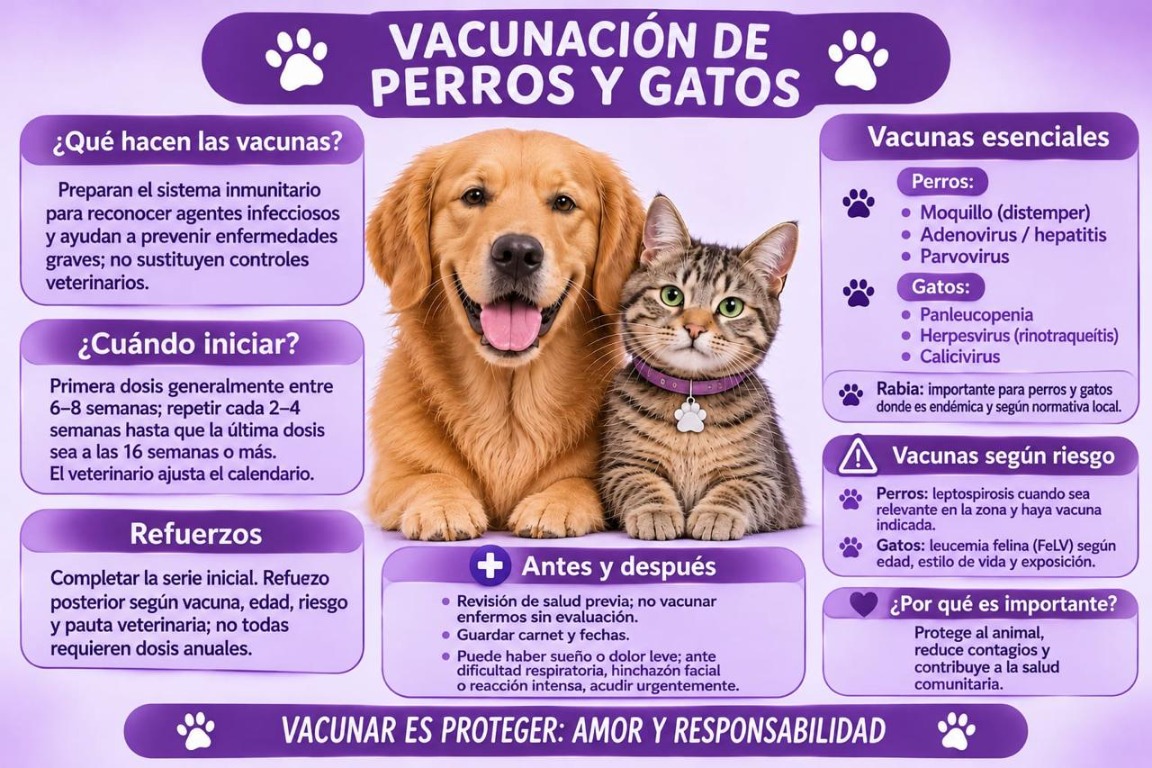 VACUNACIÓN DE
PERROS Y GATOS
¿Qué hacen las vacunas?
Preparan el sistema inmunitario
para reconocer agentes infecciosos
y ayudan a prevenir enfermedades
graves; no sustituyen controles
veterinarios.
¿Cuándo iniciar?
Primera dosis generalmente entre
6–8 semanas; repetir cada 2–4
semanas hasta que la última dosis
sea a las 16 semanas o más.
El veterinario ajusta el calendario.
Refuerzos
Completar la serie inicial. Refuezo
posterior según vacuna, edad, riesgo
y pauta veterinaria; no todas
requieren dosis anuales.
Antes y después
• Revisión de salud previa; no vacunar
enfermos sin evaluación.
• Guardar carnet y fechas.
• Puede haber sueño o dolor leve; ante
dificultad respiratoria, hinchazón facial
o reacción intensa, acudir urgentemente.
Vacunas esenciales
Perros:
• Moquillo (distemper)
• Adenovirus / hepatitis
• Parvovirus
Gatos:
• Panleucopenia
• Herpesvirus (rinotraqueítis)
• Calicivirus
Rabia: importante para perros y gatos
donde es endémica y según normativa local.
Vacunas según riesgo
Perros: leptospirosis cuando sea
relevante en la zona y haya vacuna
indicada.
Gatos: leucemia felina (FeLV) según
edad, estilo de vida y exposición.
¿Por qué es importante?
Protege al animal,
reduce contagios y
contribuye a la salud
comunitaria.
VACUNAR ES PROTEGER: AMOR Y RESPONSABILIDAD